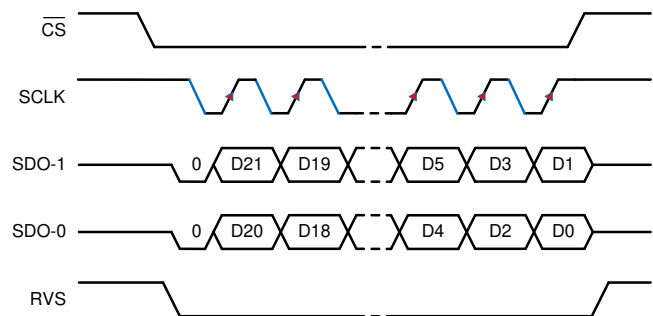 CS
SCLK
SDO-1 0 D21 D19 D5 D3 D1
SDO-0 0 D20 D18 D4 D2 D0
RVS